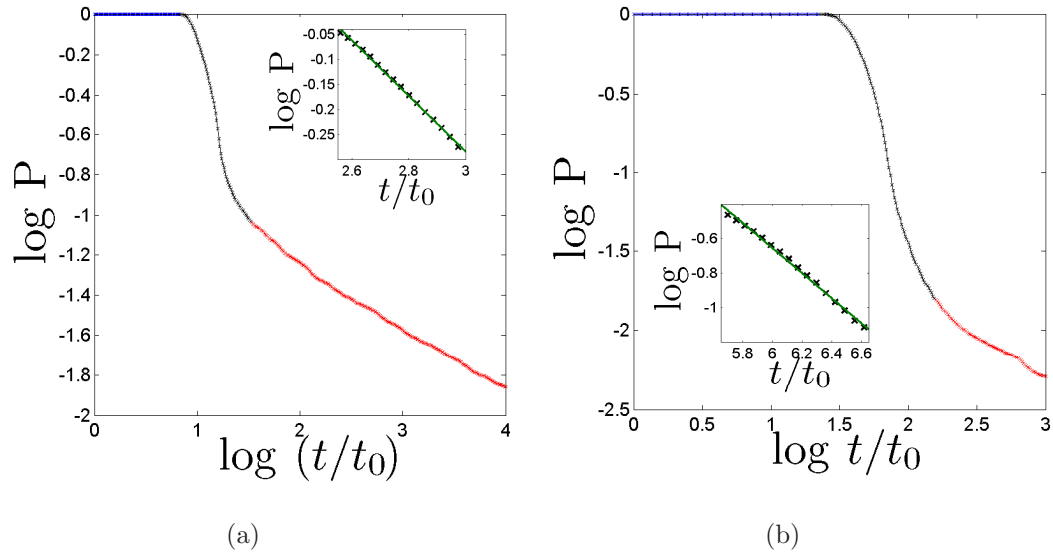 0
-0.2
-0.4
-0.6
-0.8
-1
-1.2
-1.4
-1.6
-1.8
-2
log P
0 1 2 3 4
log (t/t₀)
-0.05
-0.1
-0.15
-0.2
-0.25
log P
2.6 2.8 3
t/t₀
(a)
0
-0.5
-1
-1.5
-2
-2.5
log P
0 0.5 1 1.5 2 2.5 3
log t/t₀
-0.6
-0.8
-1
log P
5.8 6 6.2 6.4 6.6
t/t₀
(b)